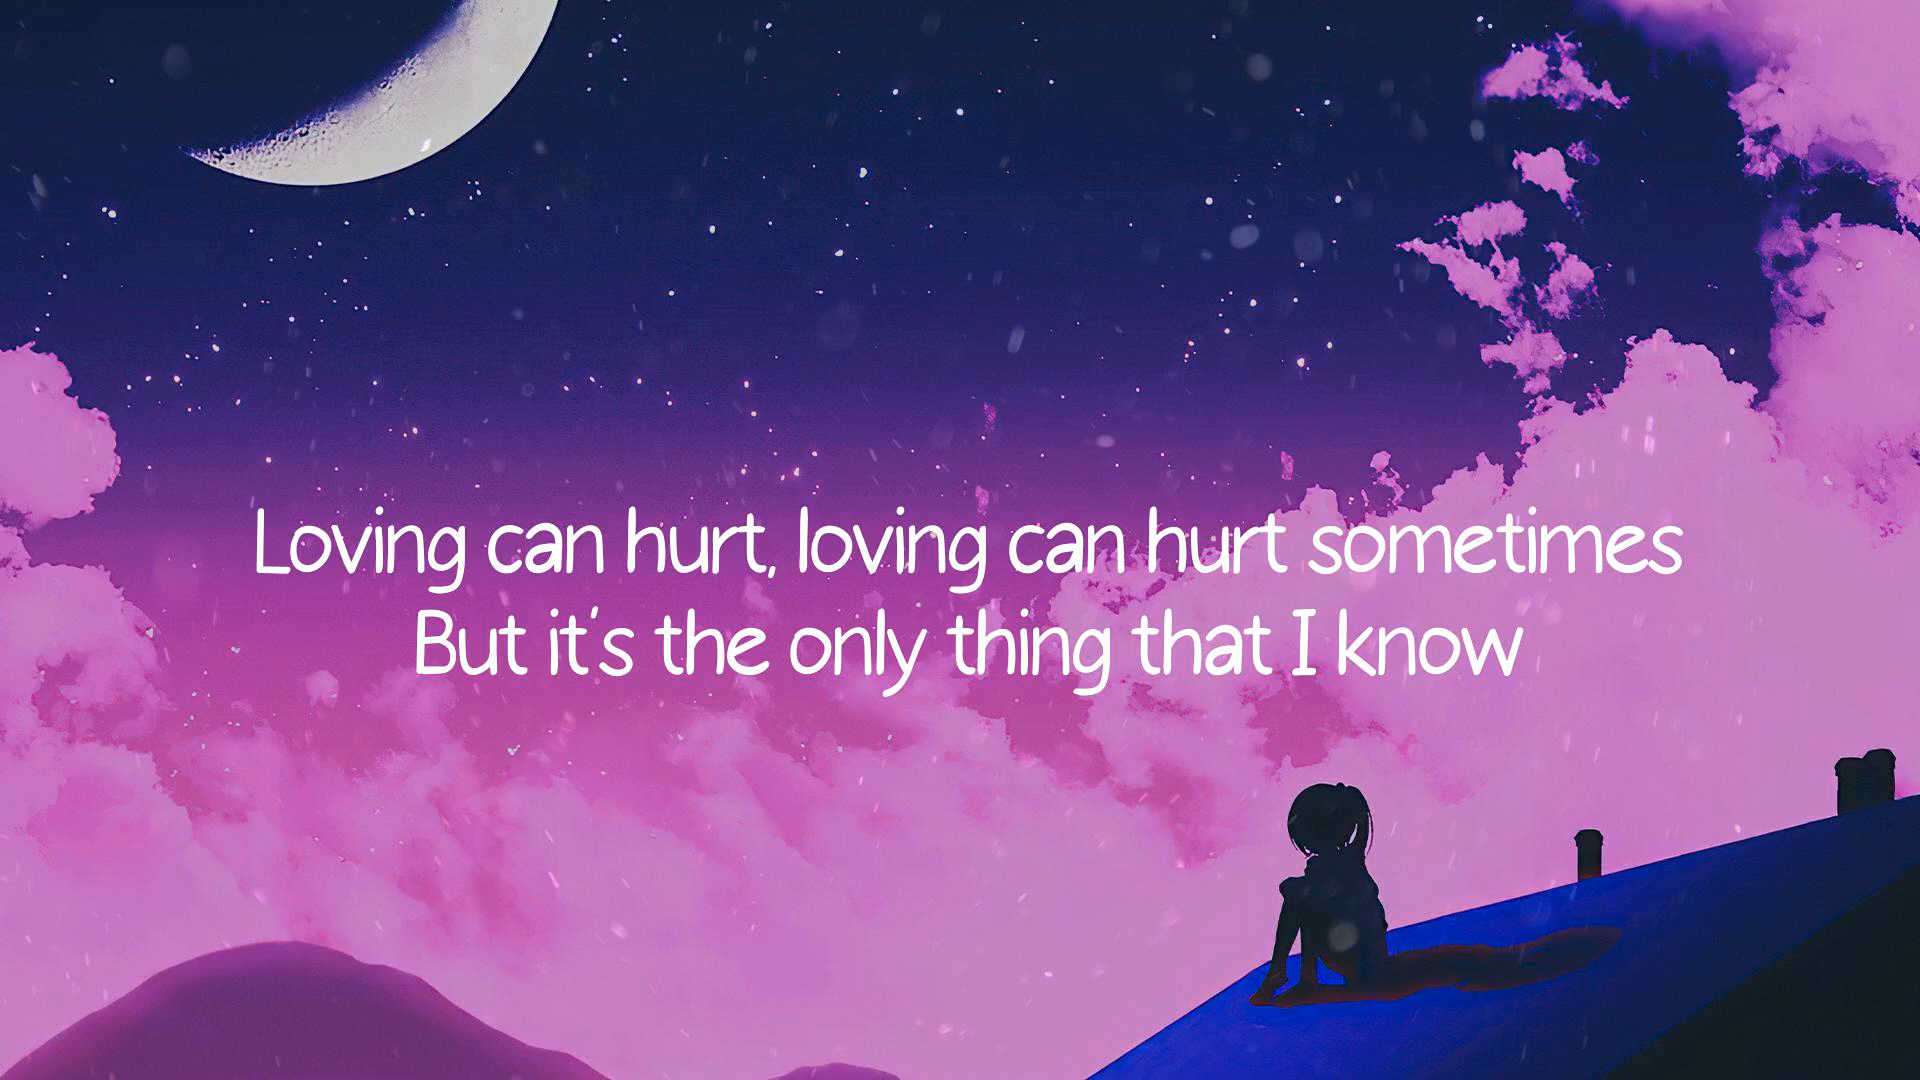 Loving can hurt, loving can hurt sometimes
But it's the only thing that I know